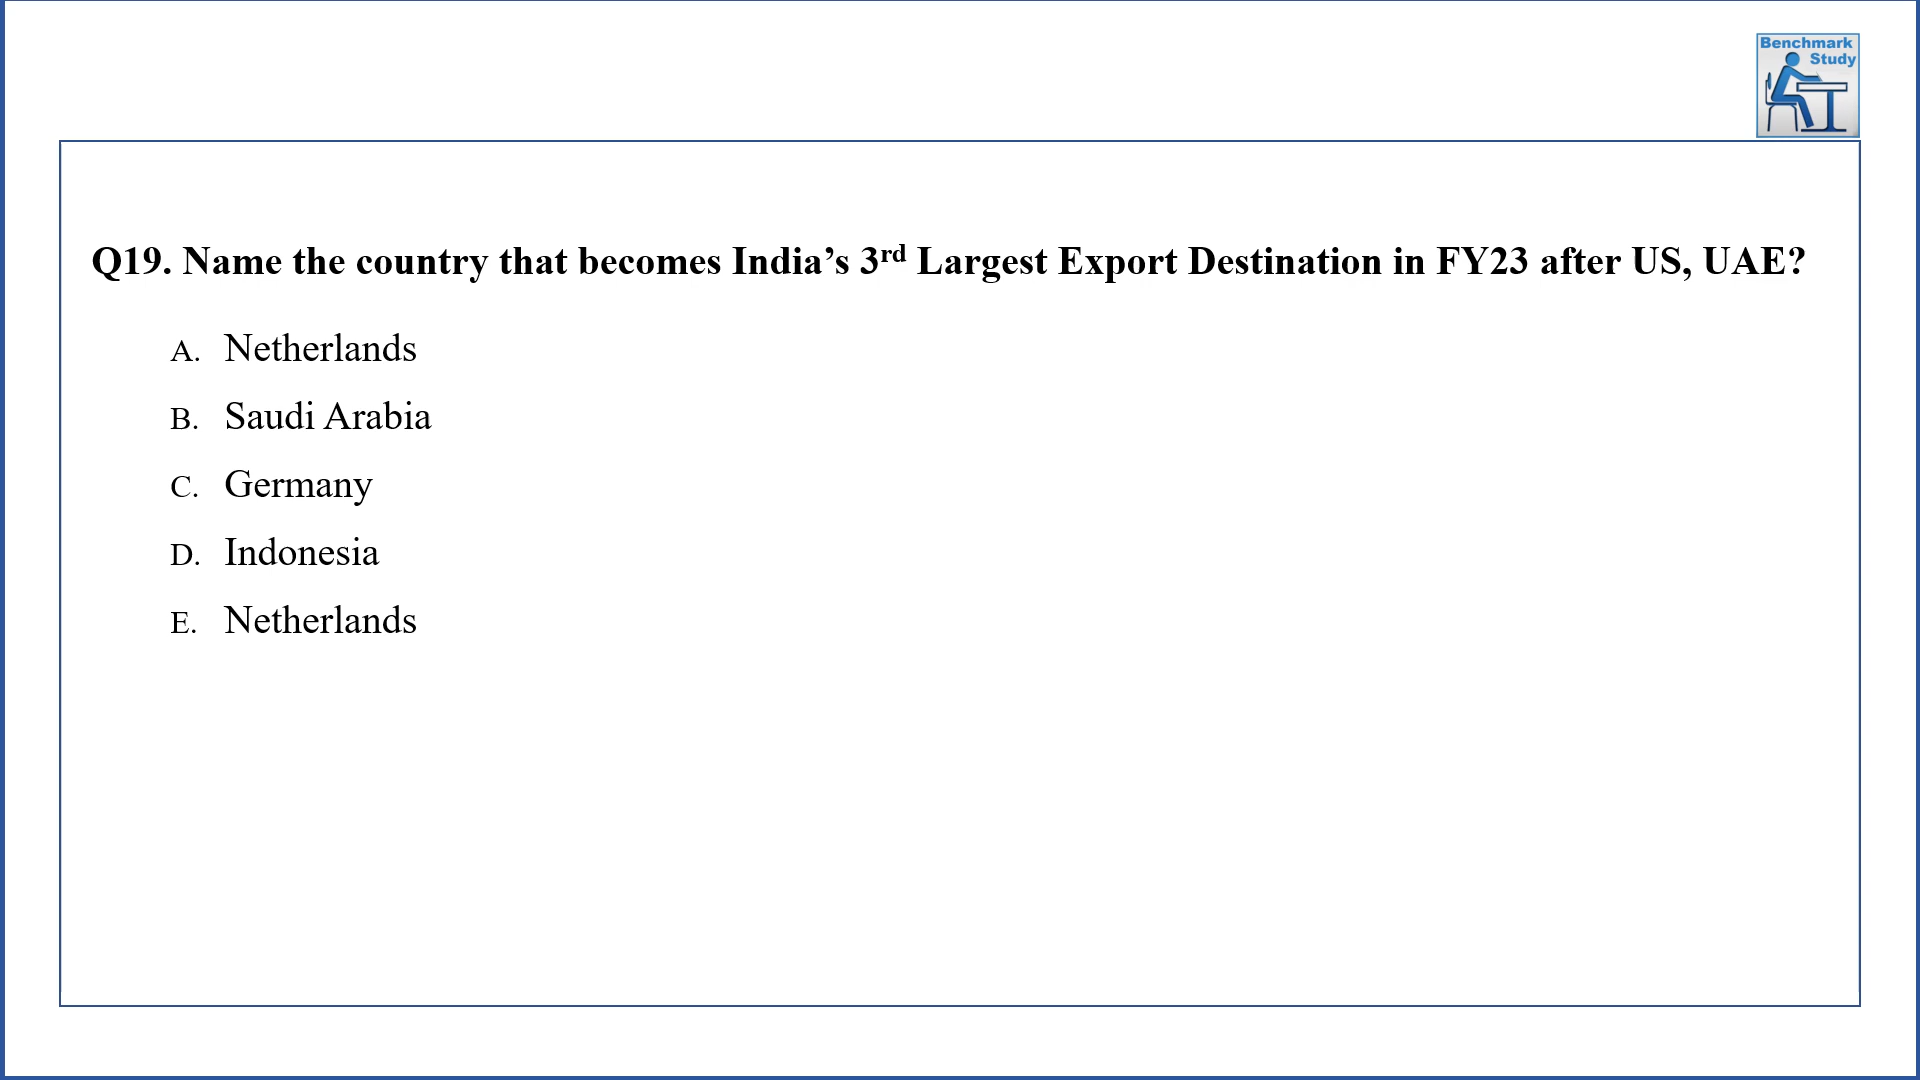 Benchmark
Study
Q19. Name the country that becomes India’s 3rd Largest Export Destination in FY23 after US, UAE?
A. Netherlands
B. Saudi Arabia
C. Germany
D. Indonesia
E. Netherlands